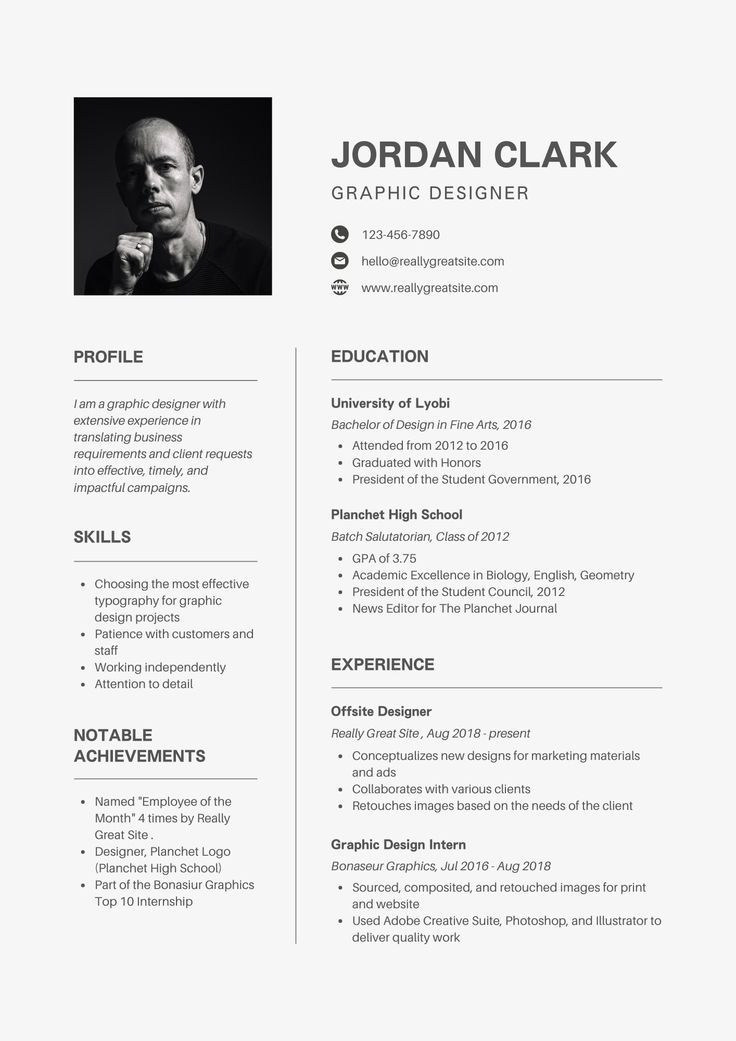 JORDAN CLARK
GRAPHIC DESIGNER
123-456-7890
hello@reallygreatsite.com
WWW
www.reallygreatsite.com
PROFILE
I am a graphic designer with
extensive experience in
translating business
requirements and client requests
into effective, timely, and
impactful campaigns.
SKILLS
Choosing the most effective
typography for graphic
design projects
Patience with customers and
staff
Working independently
Attention to detail
NOTABLE
ACHIEVEMENTS
Named "Employee of the
Month" 4 times by Really
Great Site .
Designer, Planchet Logo
(Planchet High School)
Part of the Bonasiur Graphics
Top 10 Internship
EDUCATION
University of Lyobi
Bachelor of Design in Fine Arts, 2016
Attended from 2012 to 2016
Graduated with Honors
President of the Student Government, 2016
Planchet High School
Batch Salutatorian, Class of 2012
GPA of 3.75
Academic Excellence in Biology, English, Geometry
President of the Student Council, 2012
News Editor for The Planchet Journal
EXPERIENCE
Offsite Designer
Really Great Site , Aug 2018 - present
Conceptualizes new designs for marketing materials
and ads
Collaborates with various clients
Retouches images based on the needs of the client
Graphic Design Intern
Bonaseur Graphics, Jul 2016 - Aug 2018
Sourced, composited, and retouched images for print
and website
Used Adobe Creative Suite, Photoshop, and Illustrator to
deliver quality work